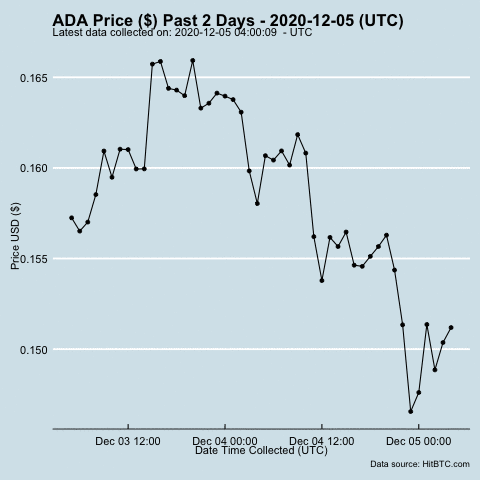 ADA Price ($) Past 2 Days - 2020-12-05 (UTC)
Latest data collected on: 2020-12-05 04:00:09  - UTC
Price USD ($)
0.165
0.160
0.155
0.150
Dec 03 12:00 Dec 04 00:00 Dec 04 12:00 Dec 05 00:00
Date Time Collected (UTC)
Data source: HitBTC.com